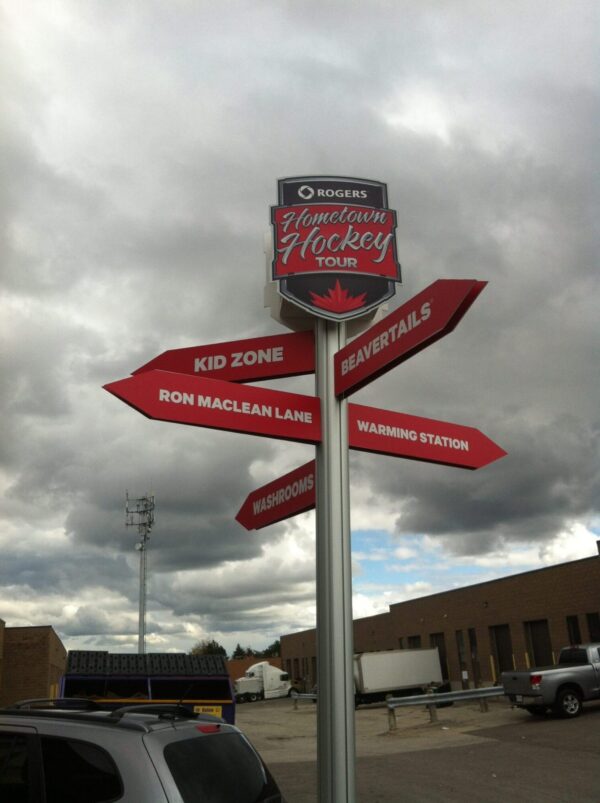 ROGERS
Hometown
Hockey
TOUR
BEAVERTAILS
KID ZONE
RON MACLEAN LANE
WARMING STATION
WASHROOMS